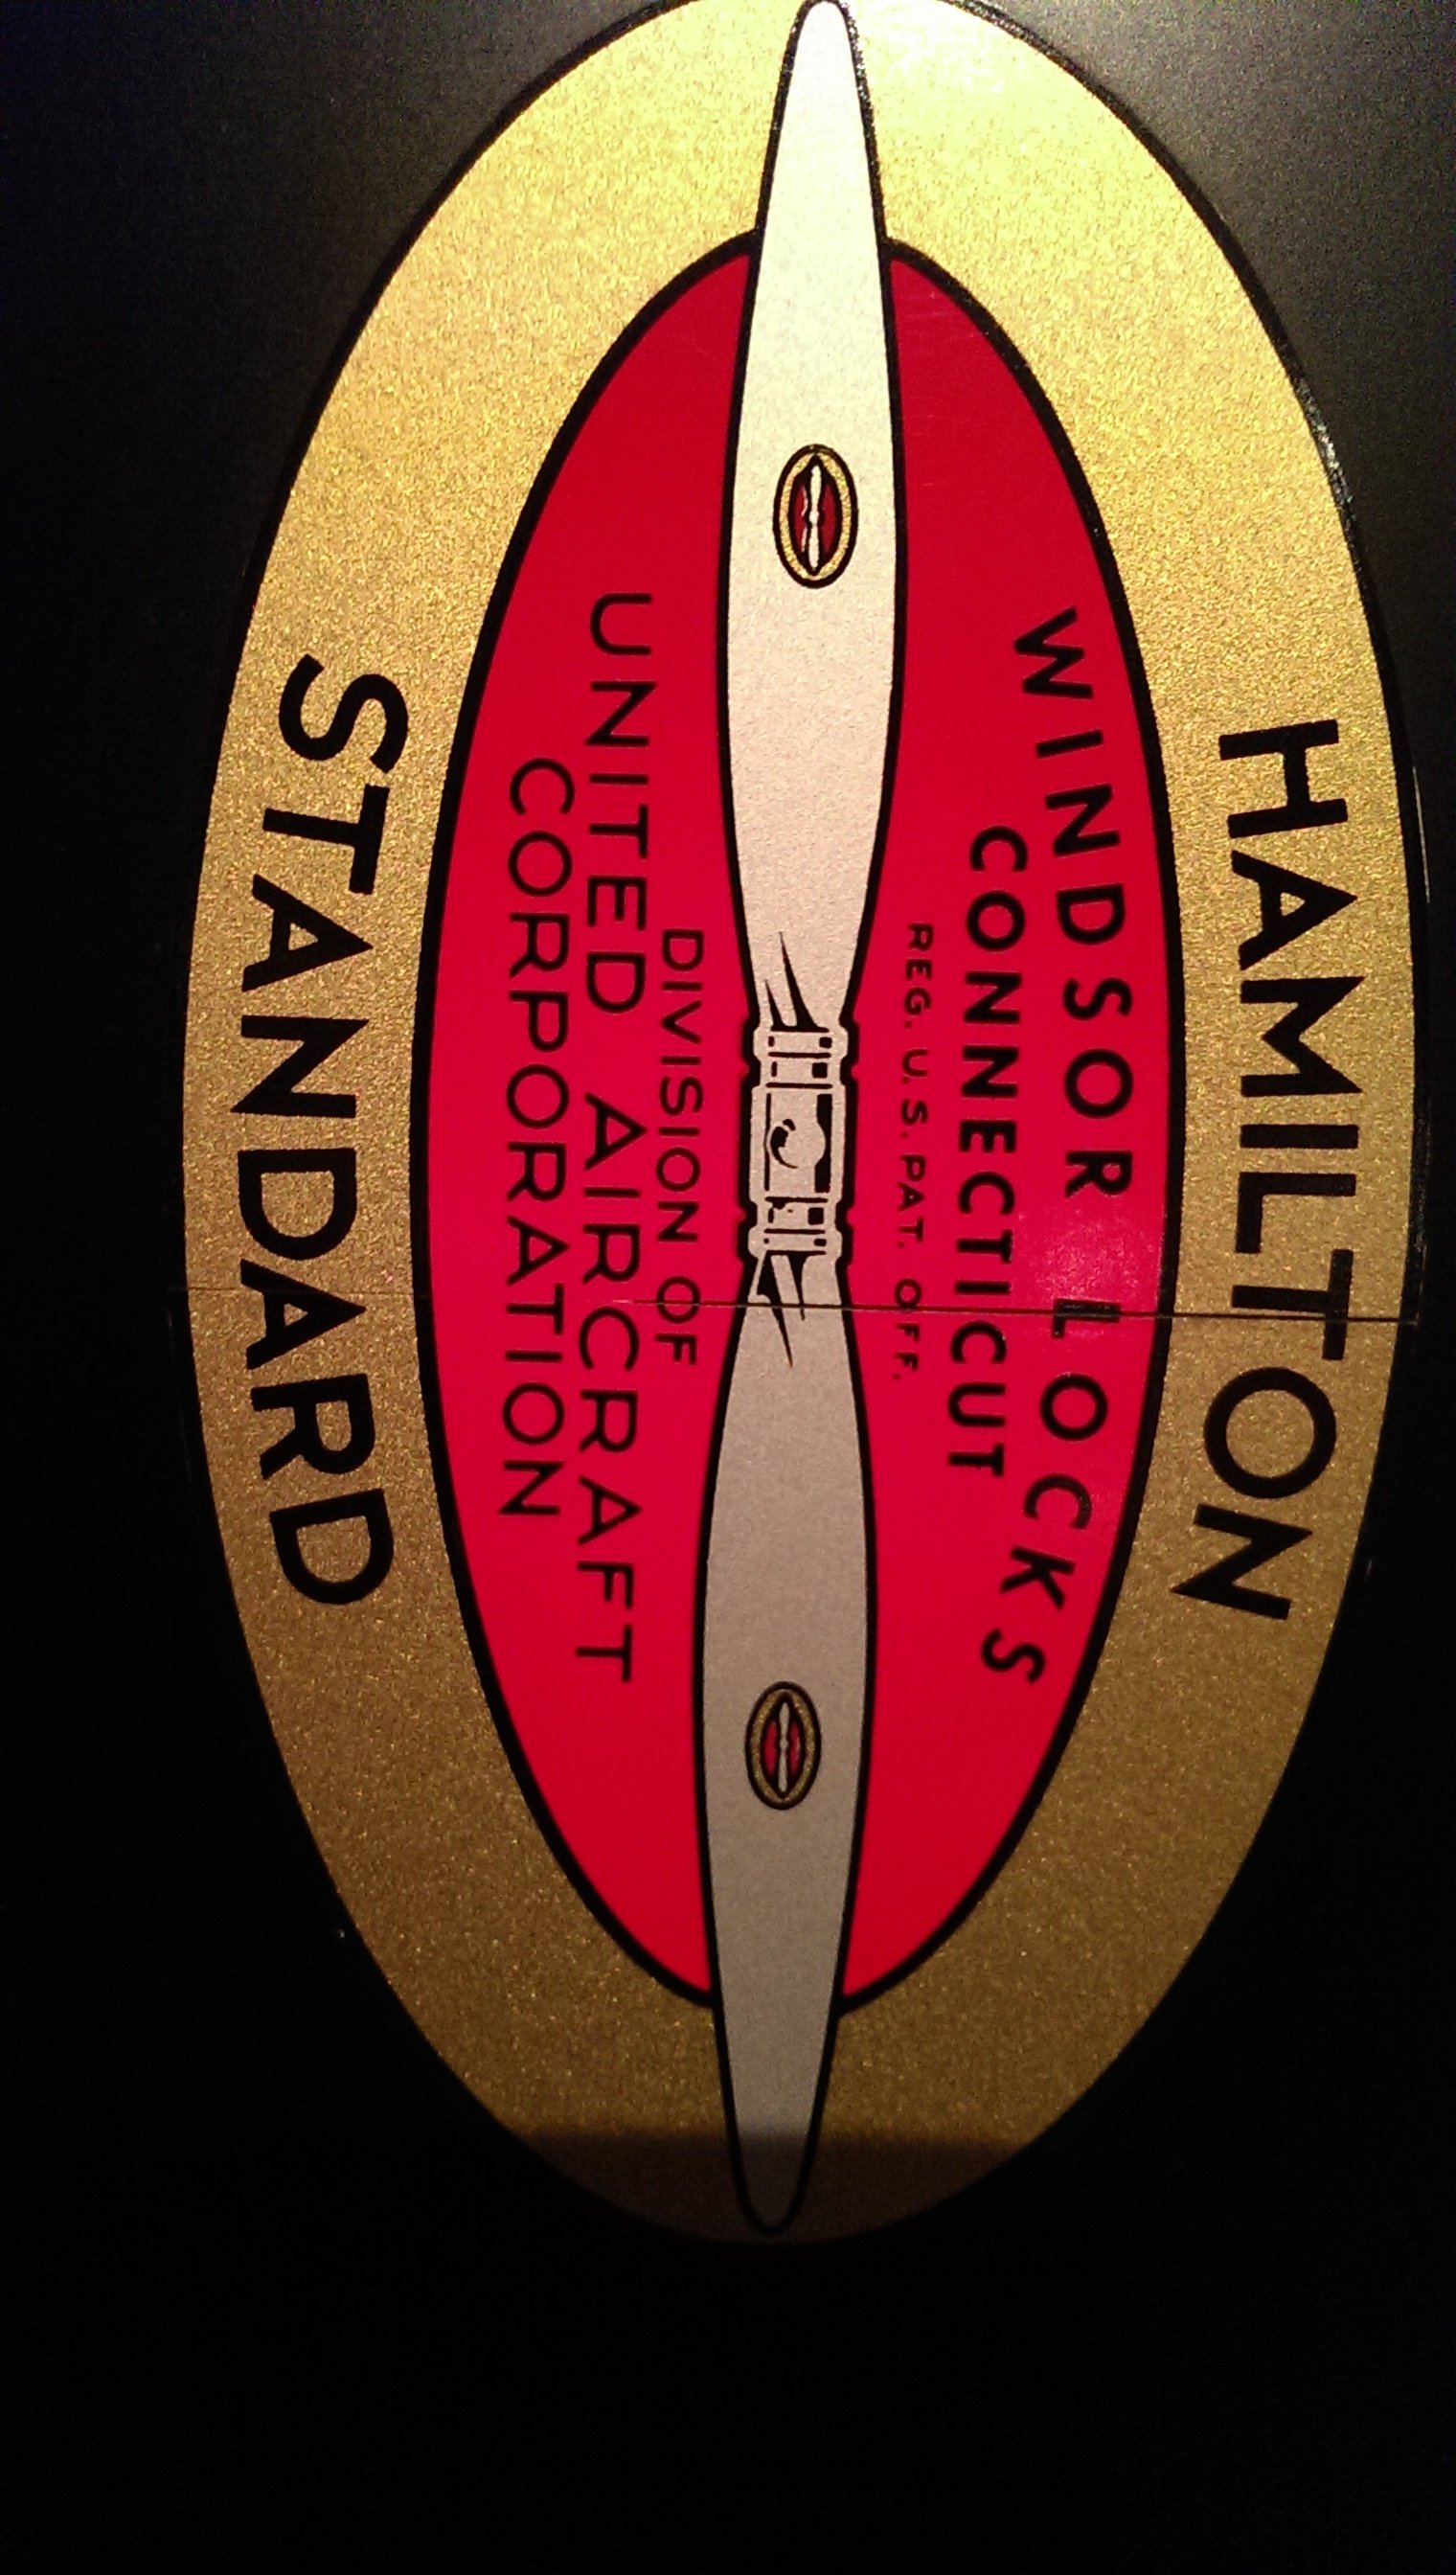 HAMILTON
WINDSOR LOCKS
CONNECTICUT
REG. U.S. PAT. OFF.
DIVISION OF
UNITED AIRCRAFT
CORPORATION
STANDARD